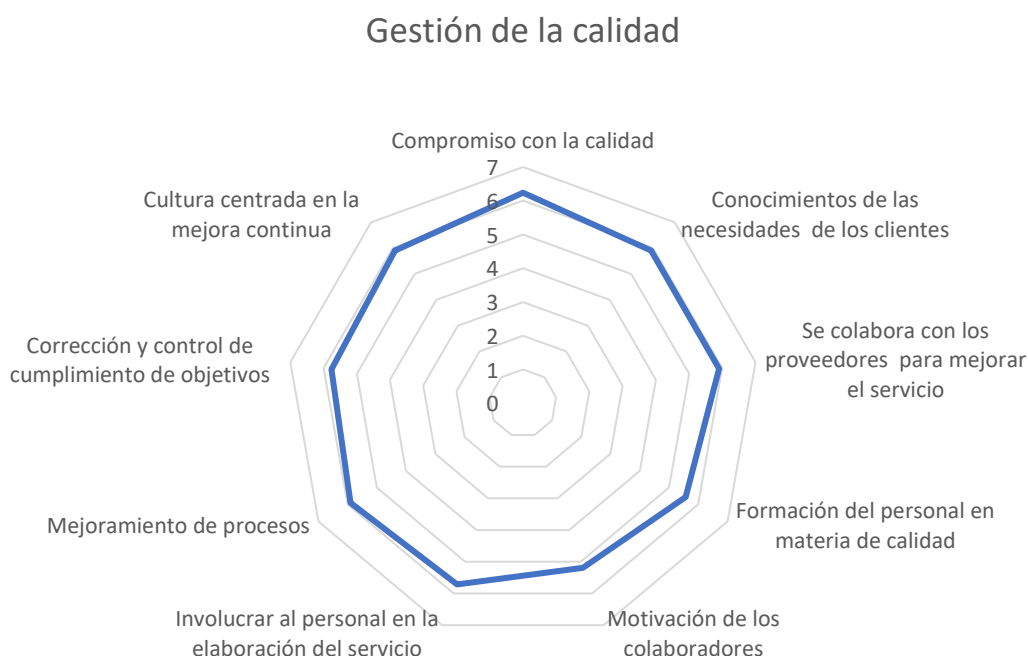 Gestión de la calidad
Compromiso con la calidad
7
6
5
4
3
2
1
0
Conocimientos de las
necesidades  de los clientes
Se colabora con los
proveedores  para mejorar
el servicio
Formación del personal en
materia de calidad
Motivación de los
colaboradores
Involucrar al personal en la
elaboración del servicio
Mejoramiento de procesos
Corrección y control de
cumplimiento de objetivos
Cultura centrada en la
mejora continua